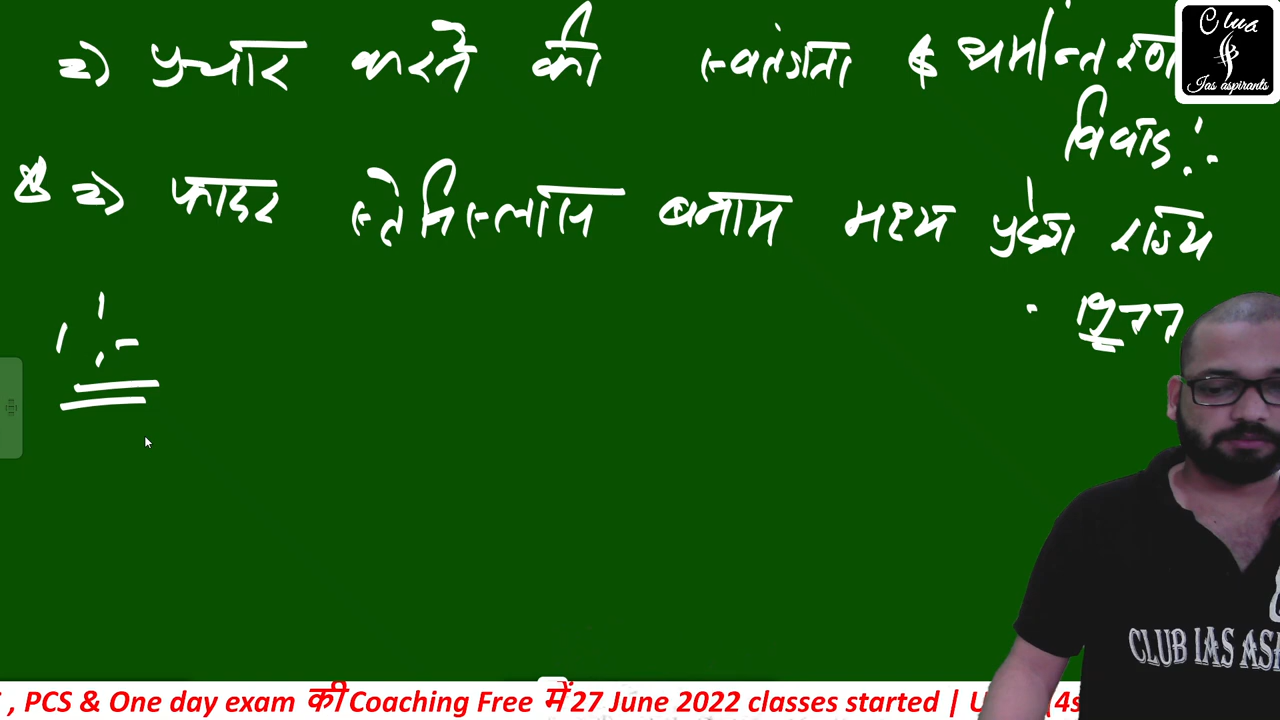 2) प्रचार करने की स्वतंत्रता & धर्मान्तरण
विवाद :-
2) फादर स्तेनिस्लास बनाम मध्य प्रदेश राज्य
1977
Club
Ias aspirants
CLUB IAS AS
, PCS & One day exam की Coaching Free में 27 June 2022 classes started | U